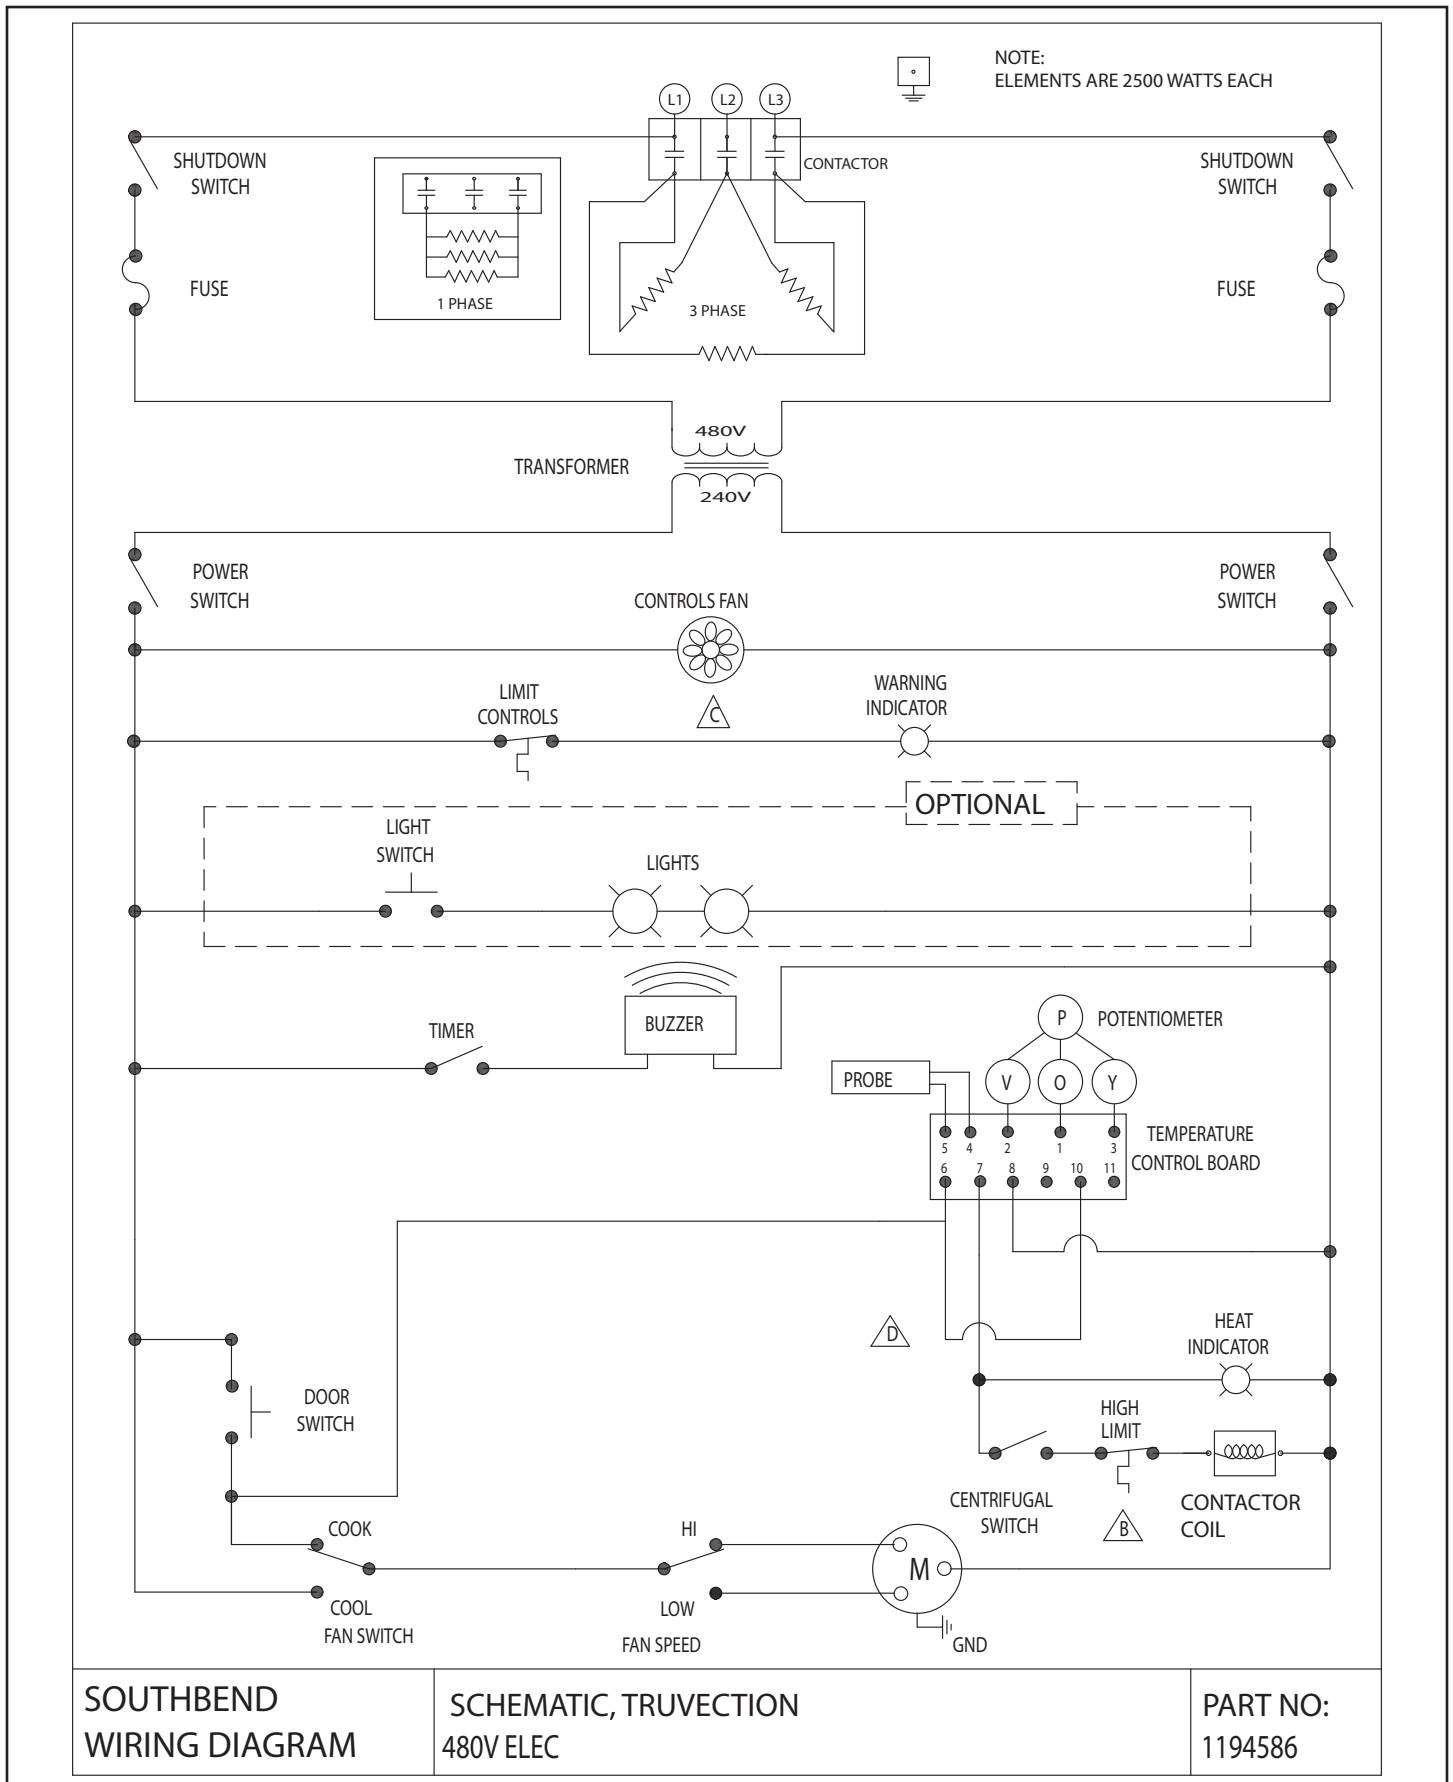 NOTE:
ELEMENTS ARE 2500 WATTS EACH
L1 L2 L3
CONTACTOR
SHUTDOWN
SWITCH
SHUTDOWN
SWITCH
FUSE
1 PHASE
3 PHASE
FUSE
480V
TRANSFORMER
240V
POWER
SWITCH
POWER
SWITCH
CONTROLS FAN
C
LIMIT
CONTROLS
WARNING
INDICATOR
OPTIONAL
LIGHT
SWITCH
LIGHTS
BUZZER
TIMER
P
POTENTIOMETER
PROBE
V O Y
TEMPERATURE
CONTROL BOARD
5 4 2 1 3
6 7 8 9 10 11
D
HEAT
INDICATOR
DOOR
SWITCH
HIGH
LIMIT
CENTRIFUGAL
SWITCH
B
CONTACTOR
COIL
COOK
HI
M
COOL
FAN SWITCH
LOW
FAN SPEED
GND
SOUTHBEND
WIRING DIAGRAM
SCHEMATIC, TRUVECTION
480V ELEC
PART NO:
1194586